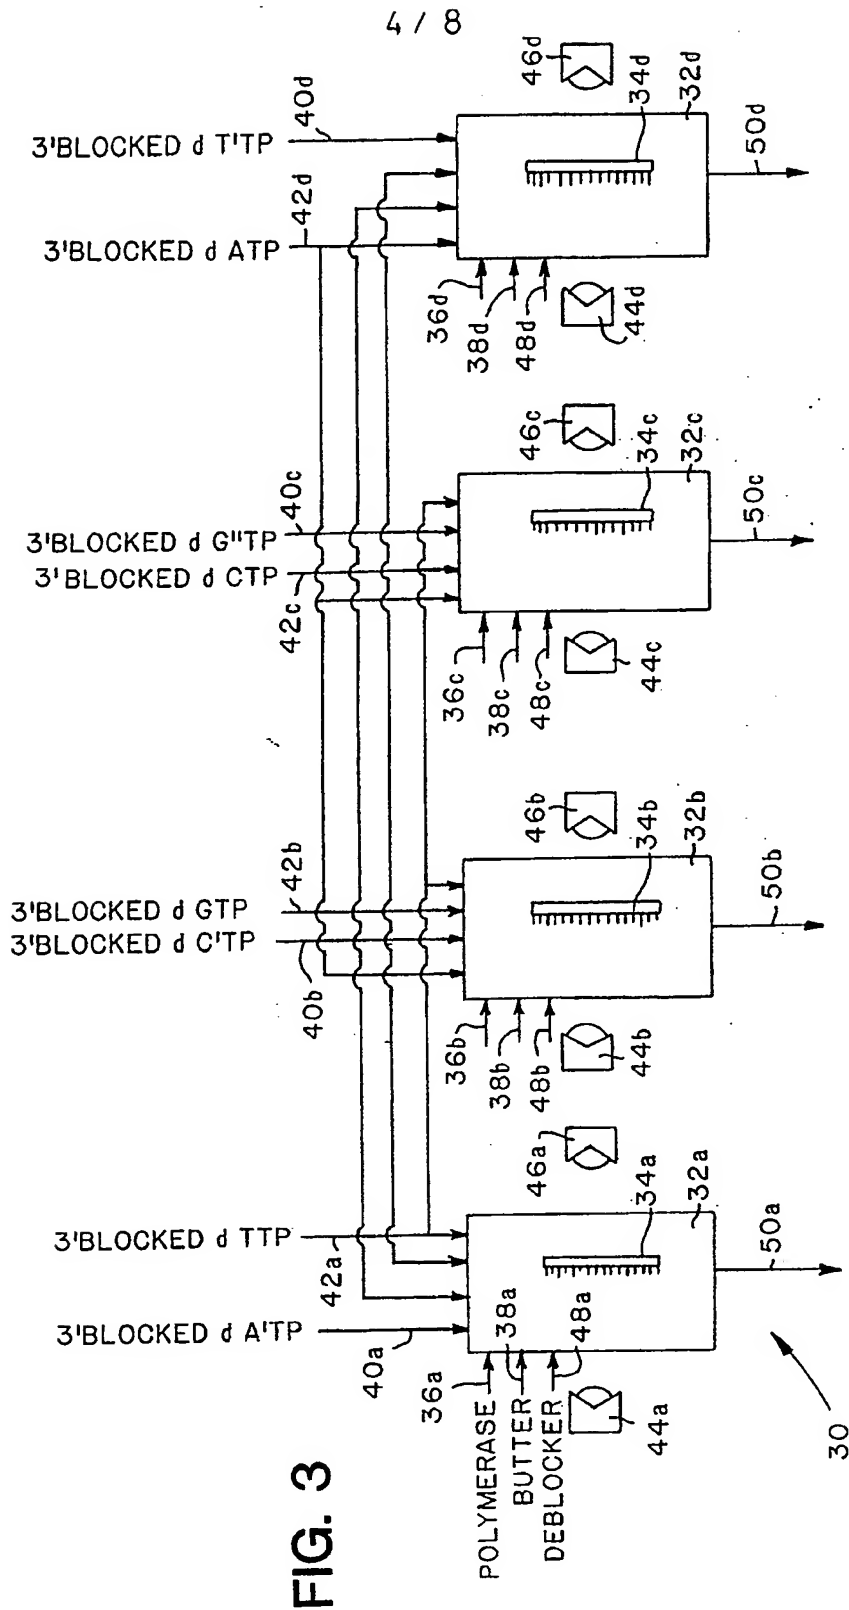 4 / 8
3'BLOCKED d T'TP
40d
3'BLOCKED d ATP
42d
46d
34d
32d
36d
38d
48d
44d
50d
3'BLOCKED d G"TP
40c
3'BLOCKED d CTP
42c
46c
34c
32c
36c
38c
48c
44c
50c
3'BLOCKED d GTP
42b
3'BLOCKED d C'TP
40b
46b
34b
32b
36b
38b
48b
44b
50b
3'BLOCKED d TTP
42a
3'BLOCKED d A'TP
40a
46a
34a
32a
36a
38a
48a
44a
50a
POLYMERASE
BUTTER
DEBLOCKER
30
FIG. 3